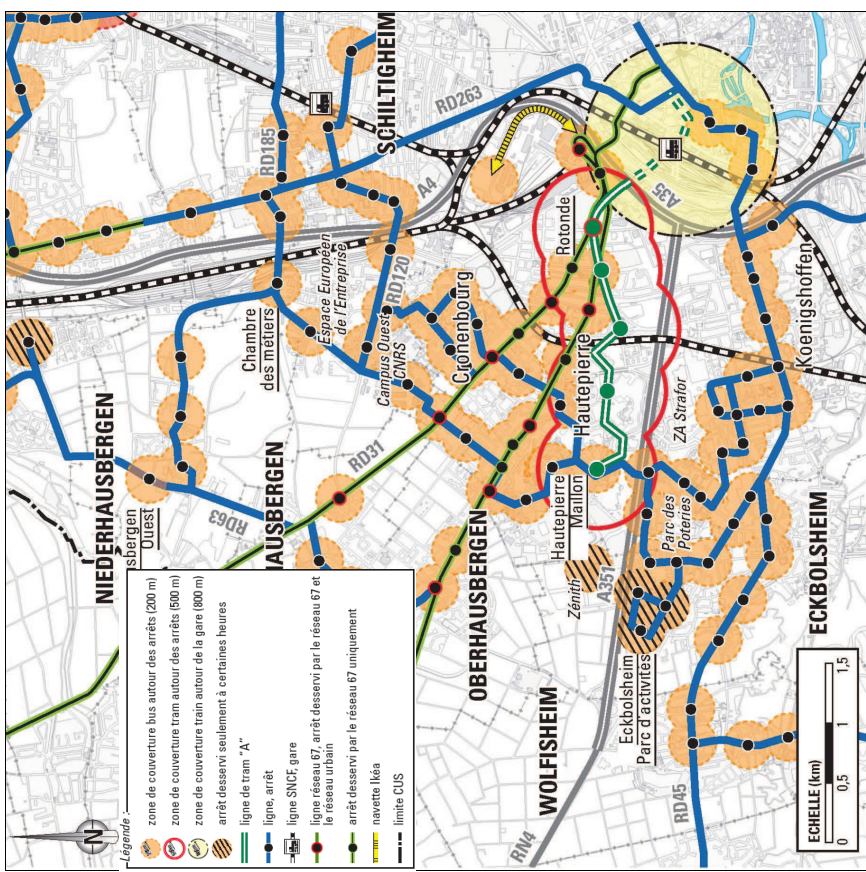 NIEDERHAUSBERGEN
sbergen
Ouest
RD63
HAUSBERGEN
RD31
OBERHAUSBERGEN
WOLFISHEIM
RN4
RD45
ECKBOLSHEIM
Eckbolsheim
Parc d'activités
A351
Zénith
Hautepierre
Maillon
Parc des
Poteries
ZA Strafor
Hautepierre
Cronenbourg
Campus Ouest
CNRS
Espace Européen
de l'Entreprise
RD120
Chambre
des métiers
RD185
SCHILTIGHEIM
RD263
A4
Rotonde
A35
Koenigshoffen
N
Légende :
zone de couverture bus autour des arrêts (200 m)
zone de couverture tram autour des arrêts (500 m)
zone de couverture train autour de la gare (800 m)
arrêt desservi seulement à certaines heures
ligne de tram "A"
ligne, arrêt
ligne SNCF, gare
ligne réseau 67, arrêt desservi par le réseau 67 et
le réseau urbain
arrêt desservi par le réseau 67 uniquement
navette Ikéa
limite CUS
ECHELLE (km)
0
1,5